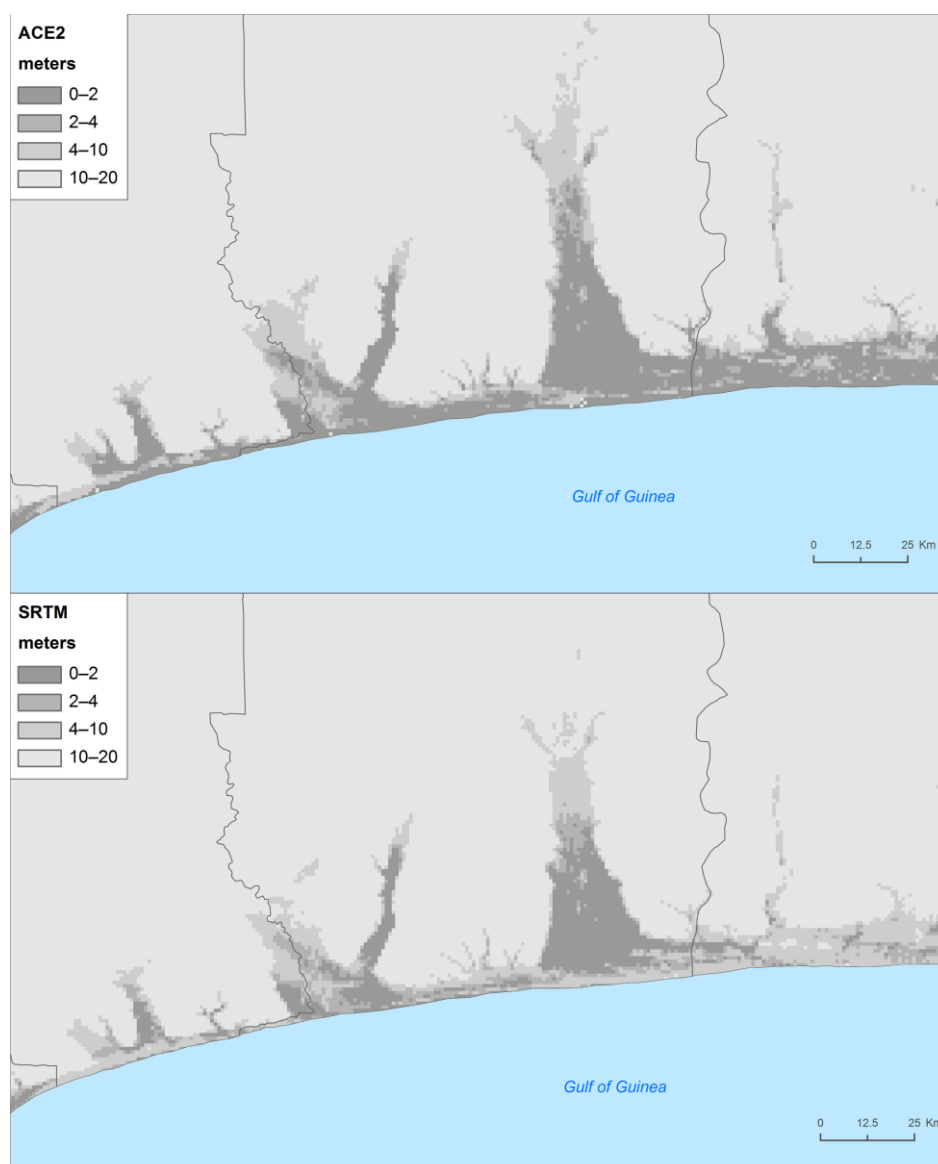 ACE2
meters
0–2
2–4
4–10
10–20
Gulf of Guinea
0 12.5 25 Km
SRTM
meters
0–2
2–4
4–10
10–20
Gulf of Guinea
0 12.5 25 Km